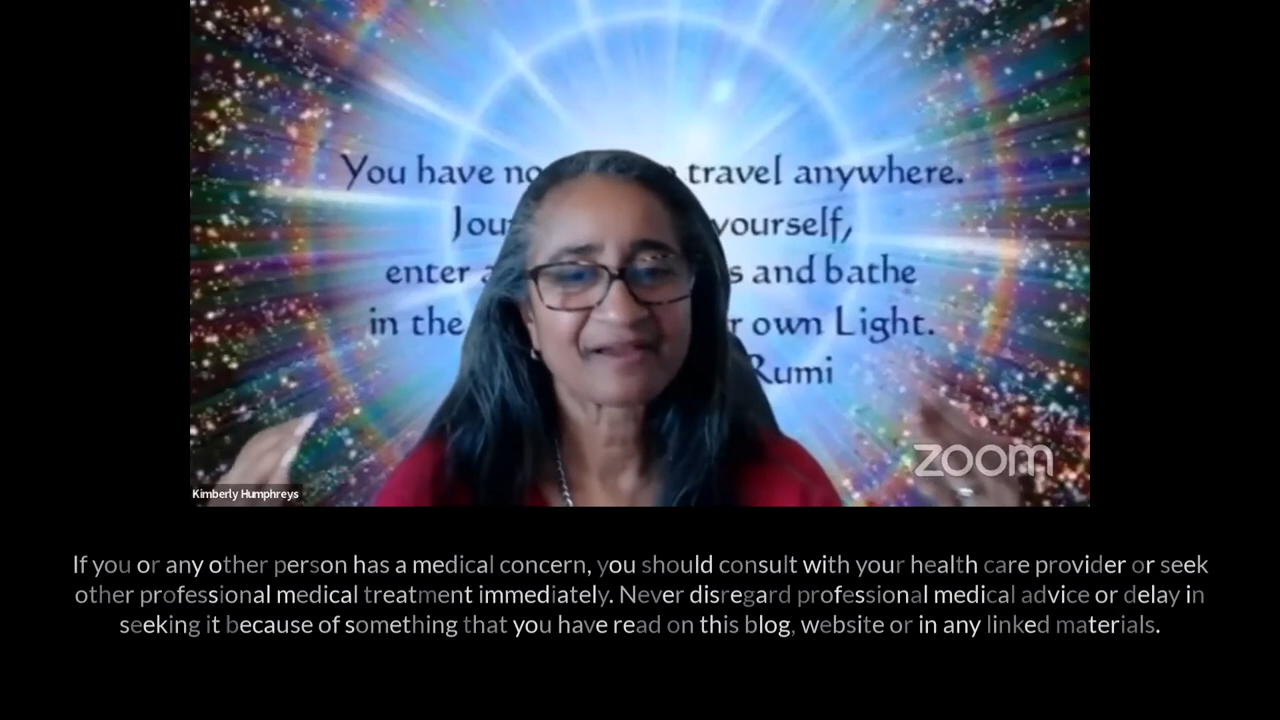 You have no travel anywhere.
Jou yourself,
enter a s and bathe
in the r own Light.
Rumi
zoom
Kimberly Humphreys
If you or any other person has a medical concern, you should consult with your health care provider or seek
other professional medical treatment immediately. Never disregard professional medical advice or delay in
seeking it because of something that you have read on this blog, website or in any linked materials.